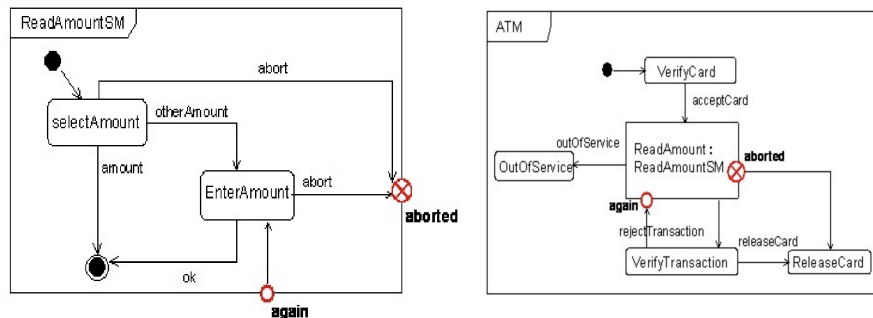 ReadAmountSM
abort
selectAmount
otherAmount
amount
EnterAmount
abort
aborted
ok
again
ATM
VerifyCard
acceptCard
outOfService
ReadAmount :
ReadAmountSM
aborted
OutOfService
again
rejectTransaction
releaseCard
VerifyTransaction
ReleaseCard